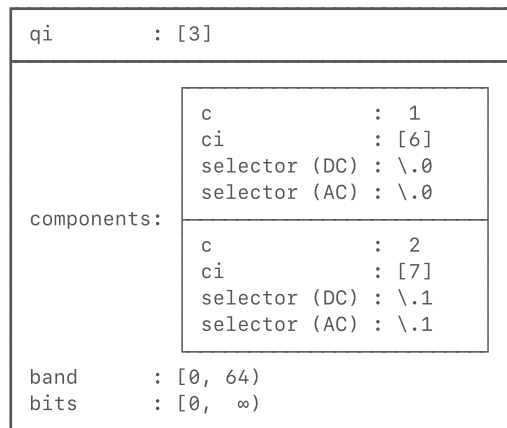 qi : [3]
c : 1
ci : [6]
selector (DC) : \.0
selector (AC) : \.0
components:
c : 2
ci : [7]
selector (DC) : \.1
selector (AC) : \.1
band : [0, 64)
bits : [0, ∞)